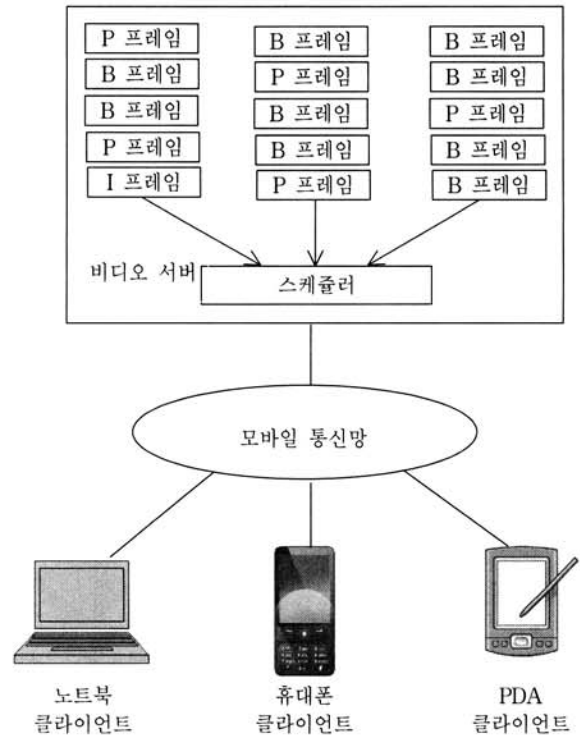 P 프레임 B 프레임 B 프레임
B 프레임 P 프레임 B 프레임
B 프레임 B 프레임 P 프레임
P 프레임 B 프레임 B 프레임
I 프레임 P 프레임 B 프레임
비디오 서버 스케쥴러
모바일 통신망
노트북 휴대폰 PDA
클라이언트 클라이언트 클라이언트